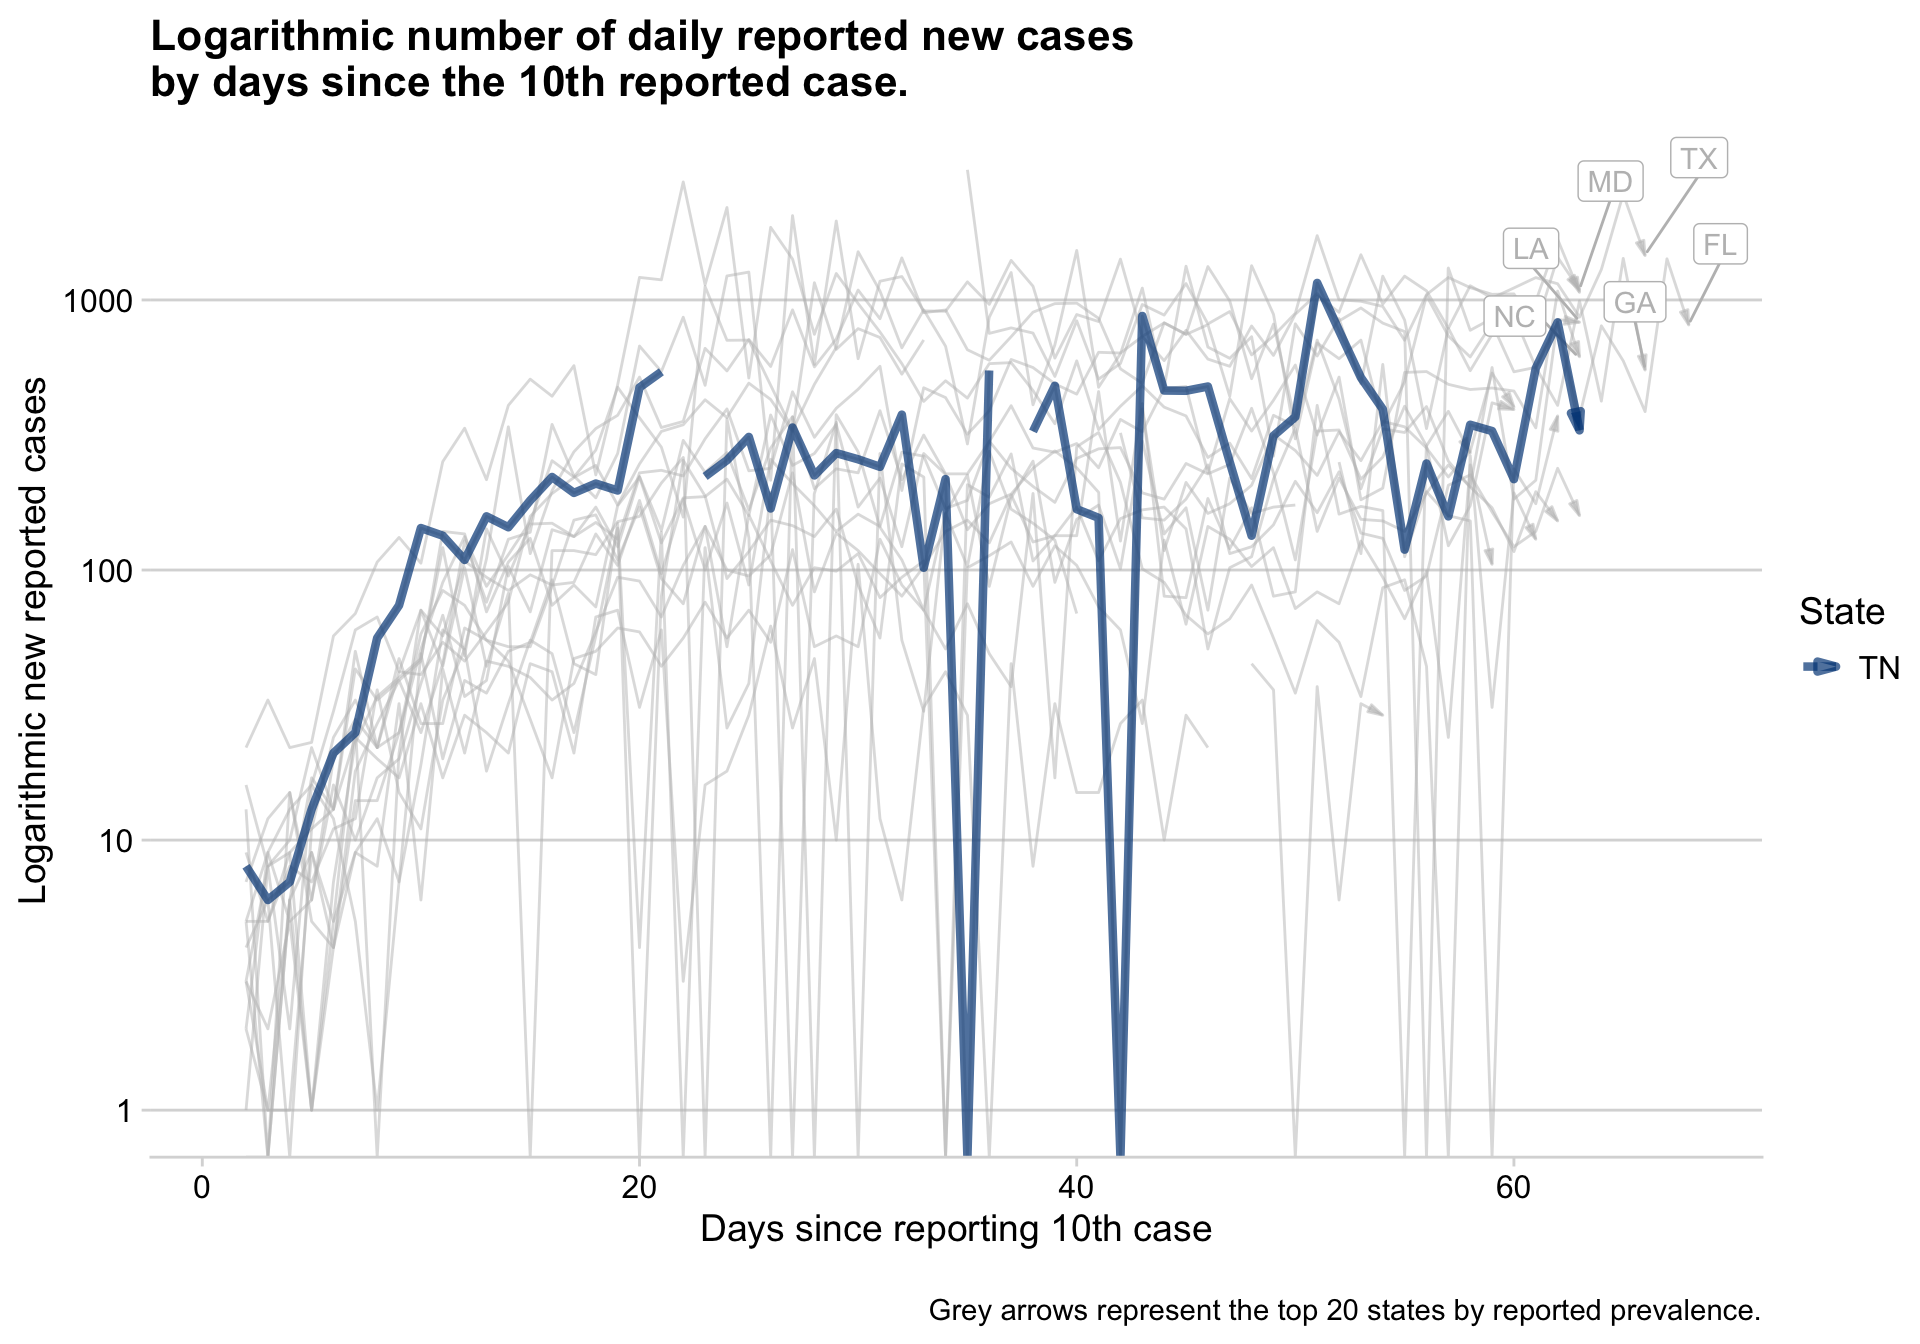 Logarithmic number of daily reported new cases
by days since the 10th reported case.
TX
MD
FL
LA
GA
NC
1000
100
10
1
Logarithmic new reported cases
State
TN
0
20
40
60
Days since reporting 10th case
Grey arrows represent the top 20 states by reported prevalence.